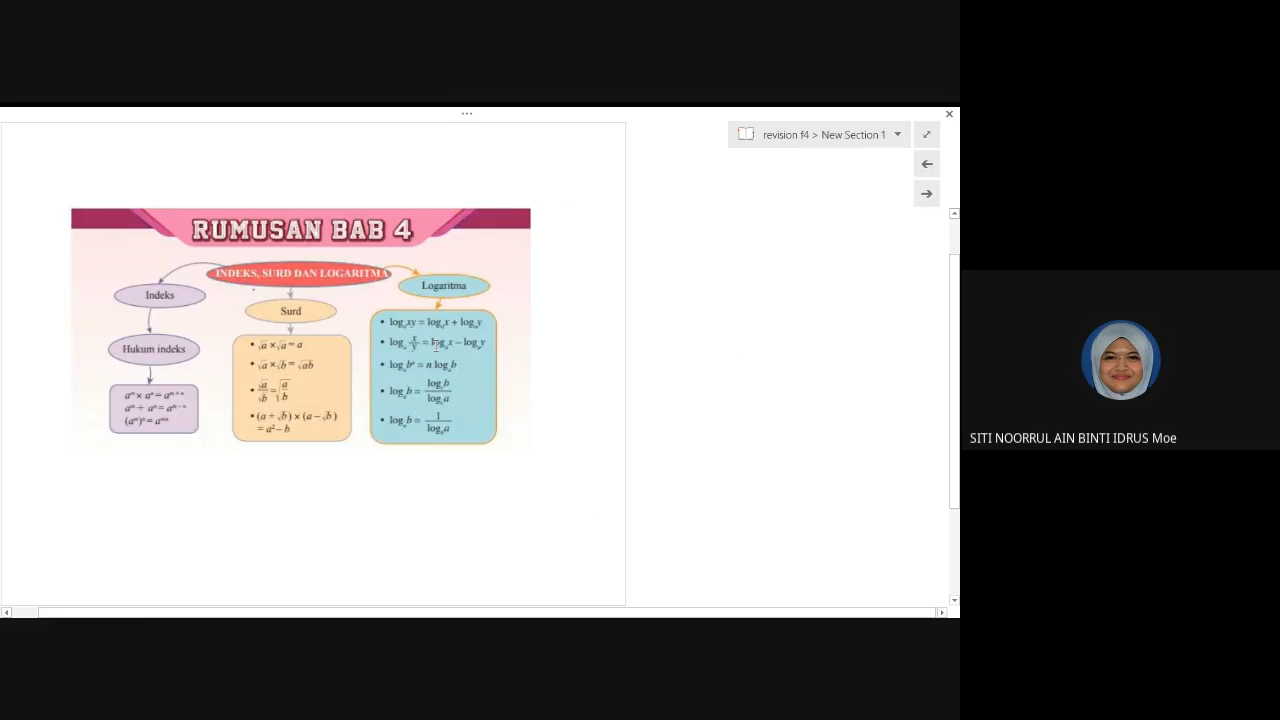 revision f4 > New Section 1
RUMUSAN BAB 4
INDEKS, SURD DAN LOGARITMA
Indeks
Hukum indeks
aᵐ × aⁿ = aᵐ⁺ⁿ
aᵐ ÷ aⁿ = aᵐ⁻ⁿ
(aᵐ)ⁿ = aᵐⁿ
Surd
• √a × √a = a
• √a × √b = √ab
• √a/√b = √(a/b)
• (a + √b) × (a − √b)
= a² − b
Logaritma
• logₐ xy = logₐ x + logₐ y
• logₐ x/y = logₐ x − logₐ y
• logₐ bⁿ = n logₐ b
• logₐ b = log꜀ b / log꜀ a
• logₐ b = 1 / log_b a
SITI NOORRUL AIN BINTI IDRUS Moe